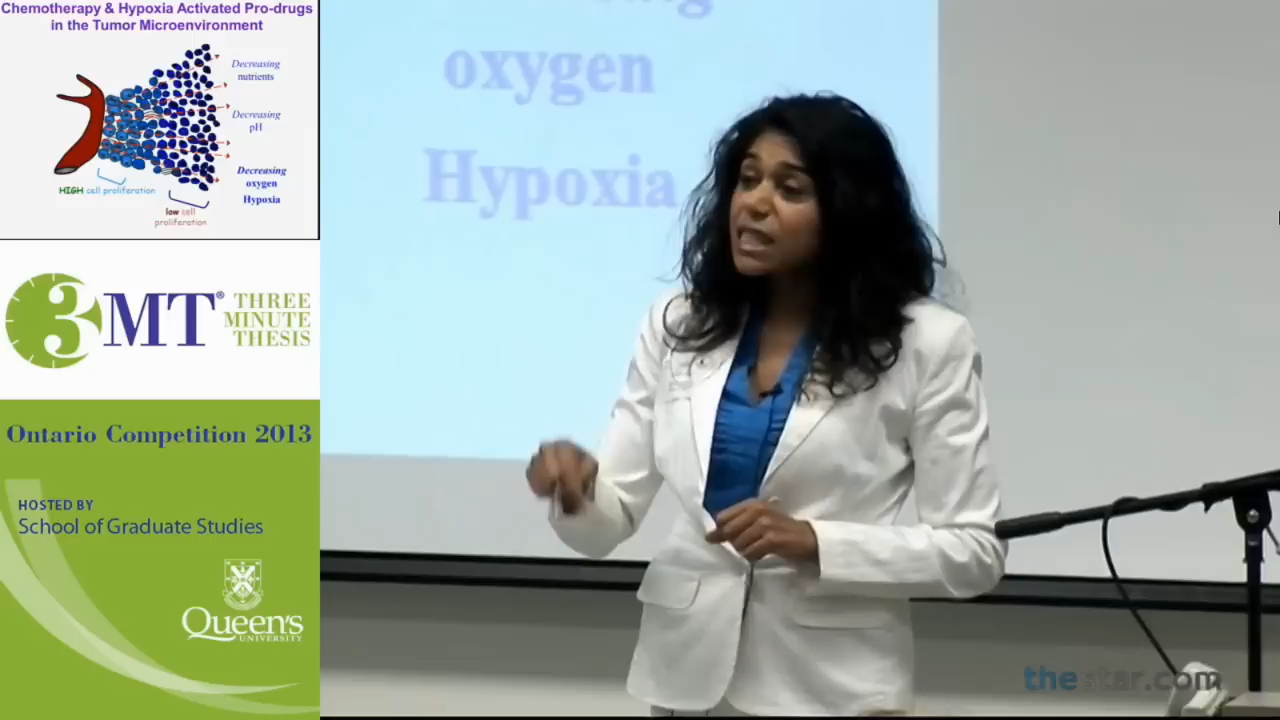 Chemotherapy & Hypoxia Activated Pro-drugs
in the Tumor Microenvironment
Decreasing
nutrients
Decreasing
pH
Decreasing
oxygen
Hypoxia
HIGH cell proliferation
low cell
proliferation
3MT® THREE
MINUTE
THESIS
Ontario Competition 2013
HOSTED BY
School of Graduate Studies
Queen's
UNIVERSITY
oxygen
Hypoxia
thestar.com